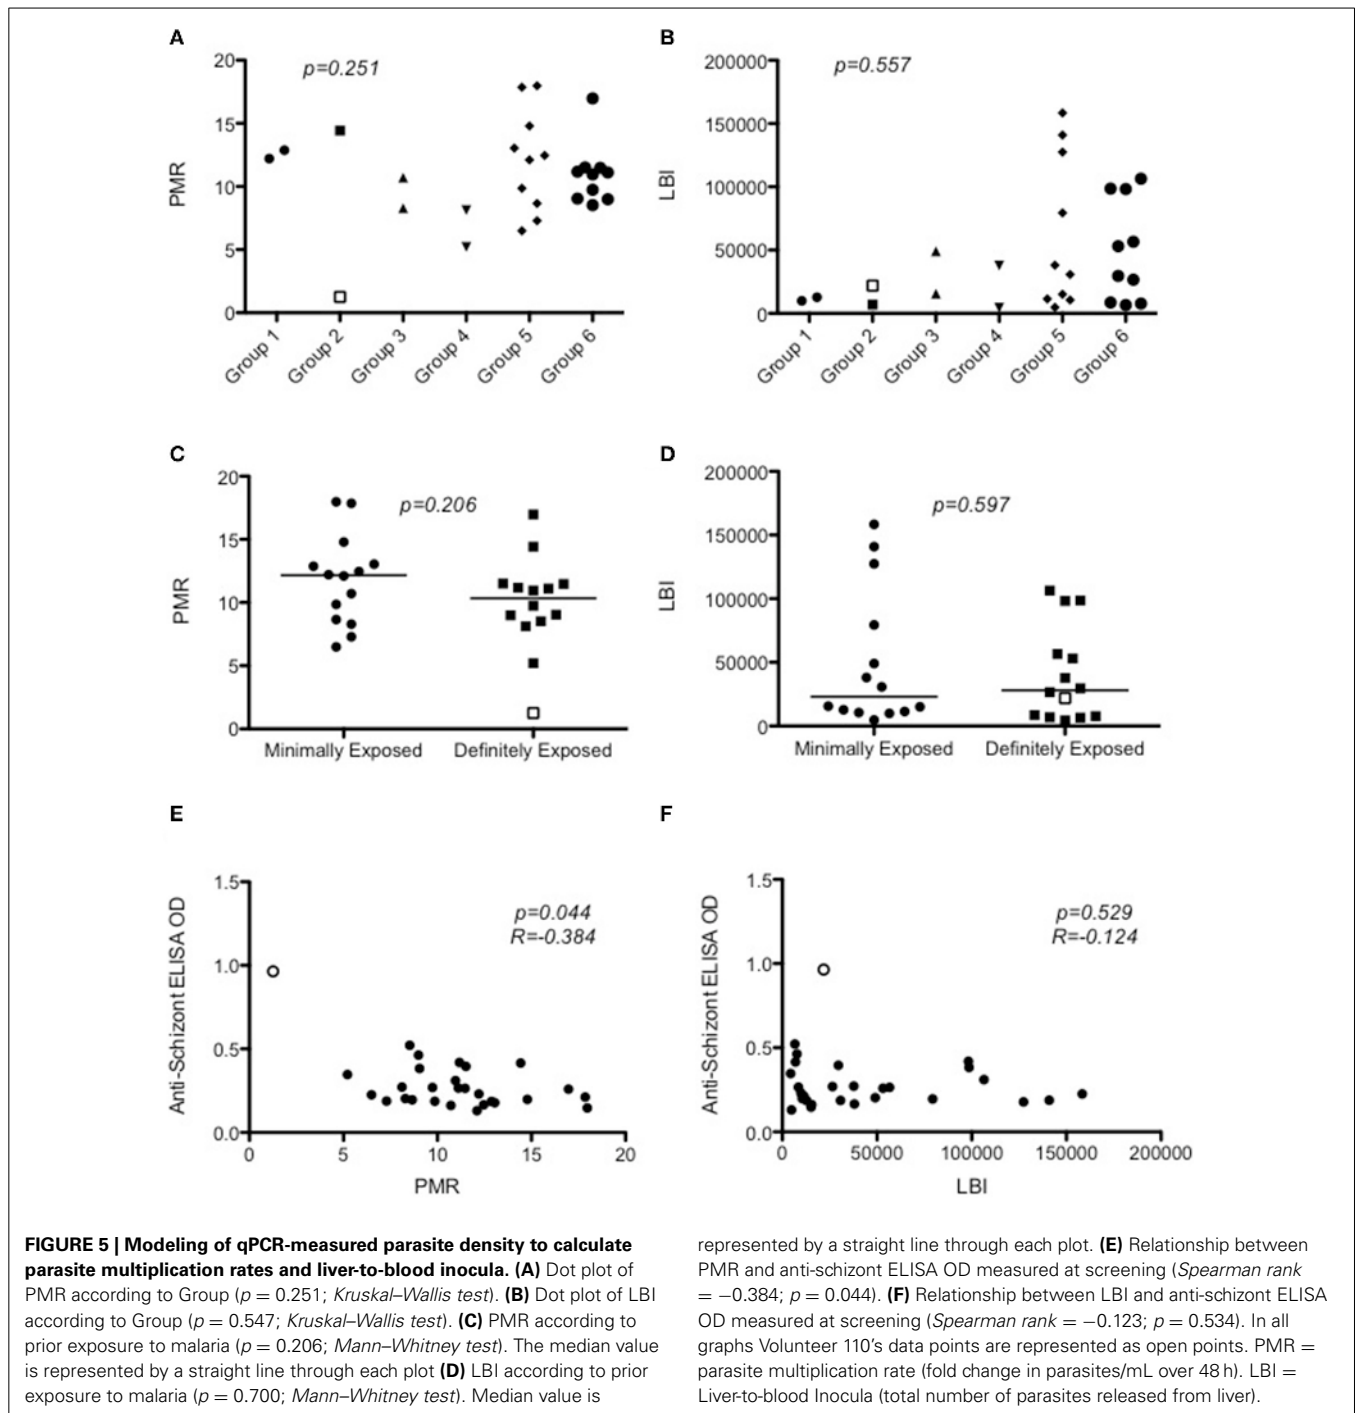 A
20
15
10
5
0
PMR
p=0.251
Group 1
Group 2
Group 3
Group 4
Group 5
Group 6
B
200000
150000
100000
50000
0
LBI
p=0.557
Group 1
Group 2
Group 3
Group 4
Group 5
Group 6
C
20
15
10
5
0
PMR
p=0.206
Minimally Exposed
Definitely Exposed
D
200000
150000
100000
50000
0
LBI
p=0.597
Minimally Exposed
Definitely Exposed
E
1.5
1.0
0.5
0.0
Anti-Schizont ELISA OD
p=0.044
R=-0.384
0 5 10 15 20
PMR
F
1.5
1.0
0.5
0.0
Anti-Schizont ELISA OD
p=0.529
R=-0.124
0 50000 100000 150000 200000
LBI
FIGURE 5 | Modeling of qPCR-measured parasite density to calculate
parasite multiplication rates and liver-to-blood inocula. (A) Dot plot of
PMR according to Group (p = 0.251; Kruskal–Wallis test). (B) Dot plot of LBI
according to Group (p = 0.547; Kruskal–Wallis test). (C) PMR according to
prior exposure to malaria (p = 0.206; Mann–Whitney test). The median value
is represented by a straight line through each plot (D) LBI according to prior
exposure to malaria (p = 0.700; Mann–Whitney test). Median value is
represented by a straight line through each plot. (E) Relationship between
PMR and anti-schizont ELISA OD measured at screening (Spearman rank
= −0.384; p = 0.044). (F) Relationship between LBI and anti-schizont ELISA
OD measured at screening (Spearman rank = −0.123; p = 0.534). In all
graphs Volunteer 110's data points are represented as open points. PMR =
parasite multiplication rate (fold change in parasites/mL over 48 h). LBI =
Liver-to-blood Inocula (total number of parasites released from liver).